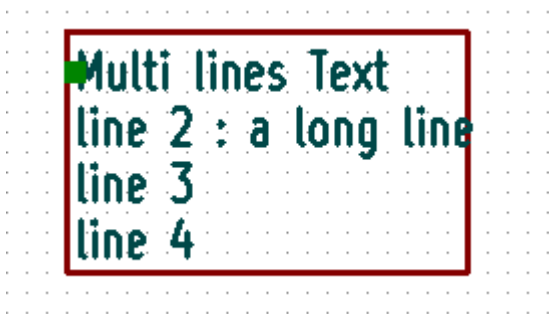 Multi lines Text
line 2 : a long line
line 3
line 4